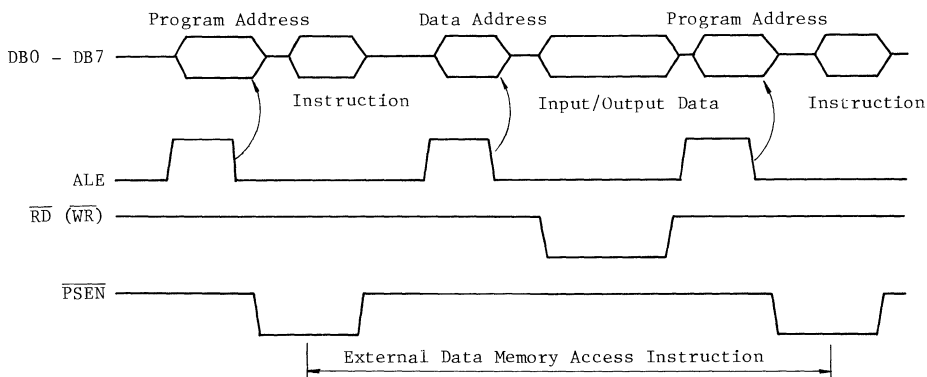 Program Address Data Address Program Address
DB0 - DB7
Instruction Input/Output Data Instruction
ALE
RD (WR)
PSEN
External Data Memory Access Instruction